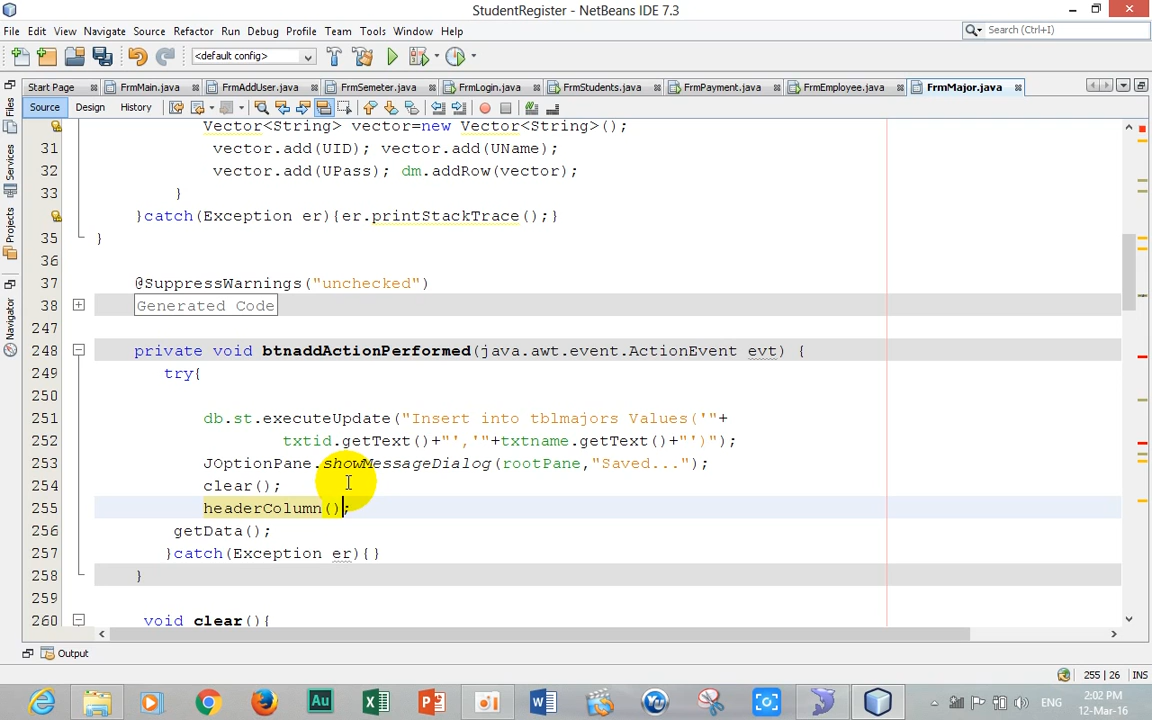 StudentRegister - NetBeans IDE 7.3
File Edit View Navigate Source Refactor Run Debug Profile Team Tools Window Help
Search (Ctrl+I)
<default config>
Start Page FrmMain.java FrmAddUser.java FrmSemeter.java FrmLogin.java FrmStudents.java FrmPayment.java FrmEmployee.java FrmMajor.java
Source Design History
Files
Services
Projects
Navigator
Vector<String> vector=new Vector<String>();
31 vector.add(UID); vector.add(UName);
32 vector.add(UPass); dm.addRow(vector);
33 }
}catch(Exception er){er.printStackTrace();}
35 }
36
37 @SuppressWarnings("unchecked")
38 Generated Code
247
248 private void btnaddActionPerformed(java.awt.event.ActionEvent evt) {
249 try{
250
251 db.st.executeUpdate("Insert into tblmajors Values('"+
252 txtid.getText()+"','"+txtname.getText()+"')");
253 JOptionPane.showMessageDialog(rootPane,"Saved...");
254 clear();
255 headerColumn();
256 getData();
257 }catch(Exception er){}
258 }
259
260 void clear(){
Output
255 | 26 INS
ENG
2:02 PM
12-Mar-16